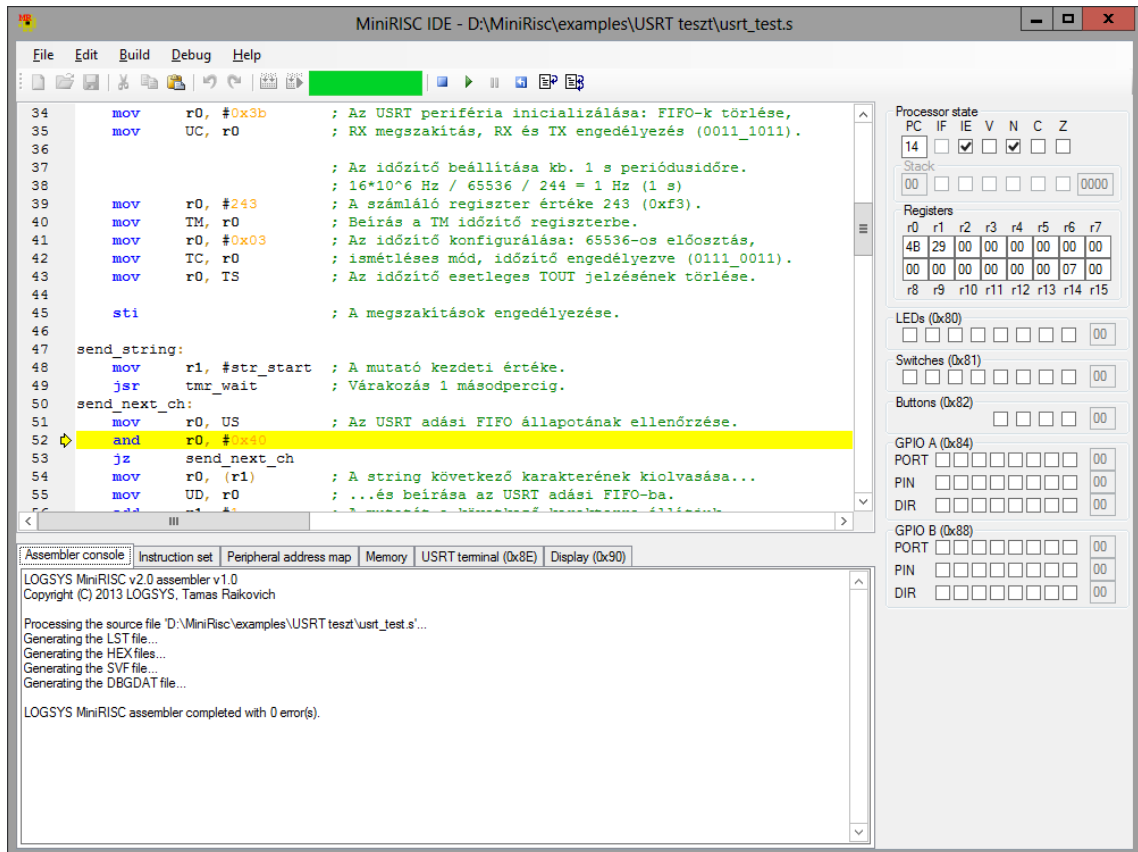 MiniRISC IDE - D:\MiniRisc\examples\USRT teszt\usrt_test.s
File Edit Build Debug Help
34 mov r0, #0x3b ; Az USRT periféria inicializálása: FIFO-k törlése,
35 mov UC, r0 ; RX megszakítás, RX és TX engedélyezés (0011_1011).
36
37 ; Az időzítő beállítása kb. 1 s periódusidőre.
38 ; 16*10^6 Hz / 65536 / 244 = 1 Hz (1 s)
39 mov r0, #243 ; A számláló regiszter értéke 243 (0xf3).
40 mov TM, r0 ; Beírás a TM időzítő regiszterbe.
41 mov r0, #0x03 ; Az időzítő konfigurálása: 65536-os előosztás,
42 mov TC, r0 ; ismétléses mód, időzítő engedélyezve (0111_0011).
43 mov r0, TS ; Az időzítő esetleges TOUT jelzésének törlése.
44
45 sti ; A megszakítások engedélyezése.
46
47 send_string:
48 mov r1, #str_start ; A mutató kezdeti értéke.
49 jsr tmr_wait ; Várakozás 1 másodpercig.
50 send_next_ch:
51 mov r0, US ; Az USRT adási FIFO állapotának ellenőrzése.
52 and r0, #0x40
53 jz send_next_ch
54 mov r0, (r1) ; A string következő karakterének kiolvasása...
55 mov UD, r0 ; ...és beírása az USRT adási FIFO-ba.
Processor state
PC IF IE V N C Z
14
Stack
00 0000
Registers
r0 r1 r2 r3 r4 r5 r6 r7
4B 29 00 00 00 00 00 00
00 00 00 00 00 00 07 00
r8 r9 r10 r11 r12 r13 r14 r15
LEDs (0x80)
00
Switches (0x81)
00
Buttons (0x82)
00
GPIO A (0x84)
PORT 00
PIN 00
DIR 00
GPIO B (0x88)
PORT 00
PIN 00
DIR 00
Assembler console Instruction set Peripheral address map Memory USRT terminal (0x8E) Display (0x90)
LOGSYS MiniRISC v2.0 assembler v1.0
Copyright (C) 2013 LOGSYS, Tamas Raikovich
Processing the source file 'D:\MiniRisc\examples\USRT teszt\usrt_test.s'...
Generating the LST file...
Generating the HEX files...
Generating the SVF file...
Generating the DBGDAT file...
LOGSYS MiniRISC assembler completed with 0 error(s).